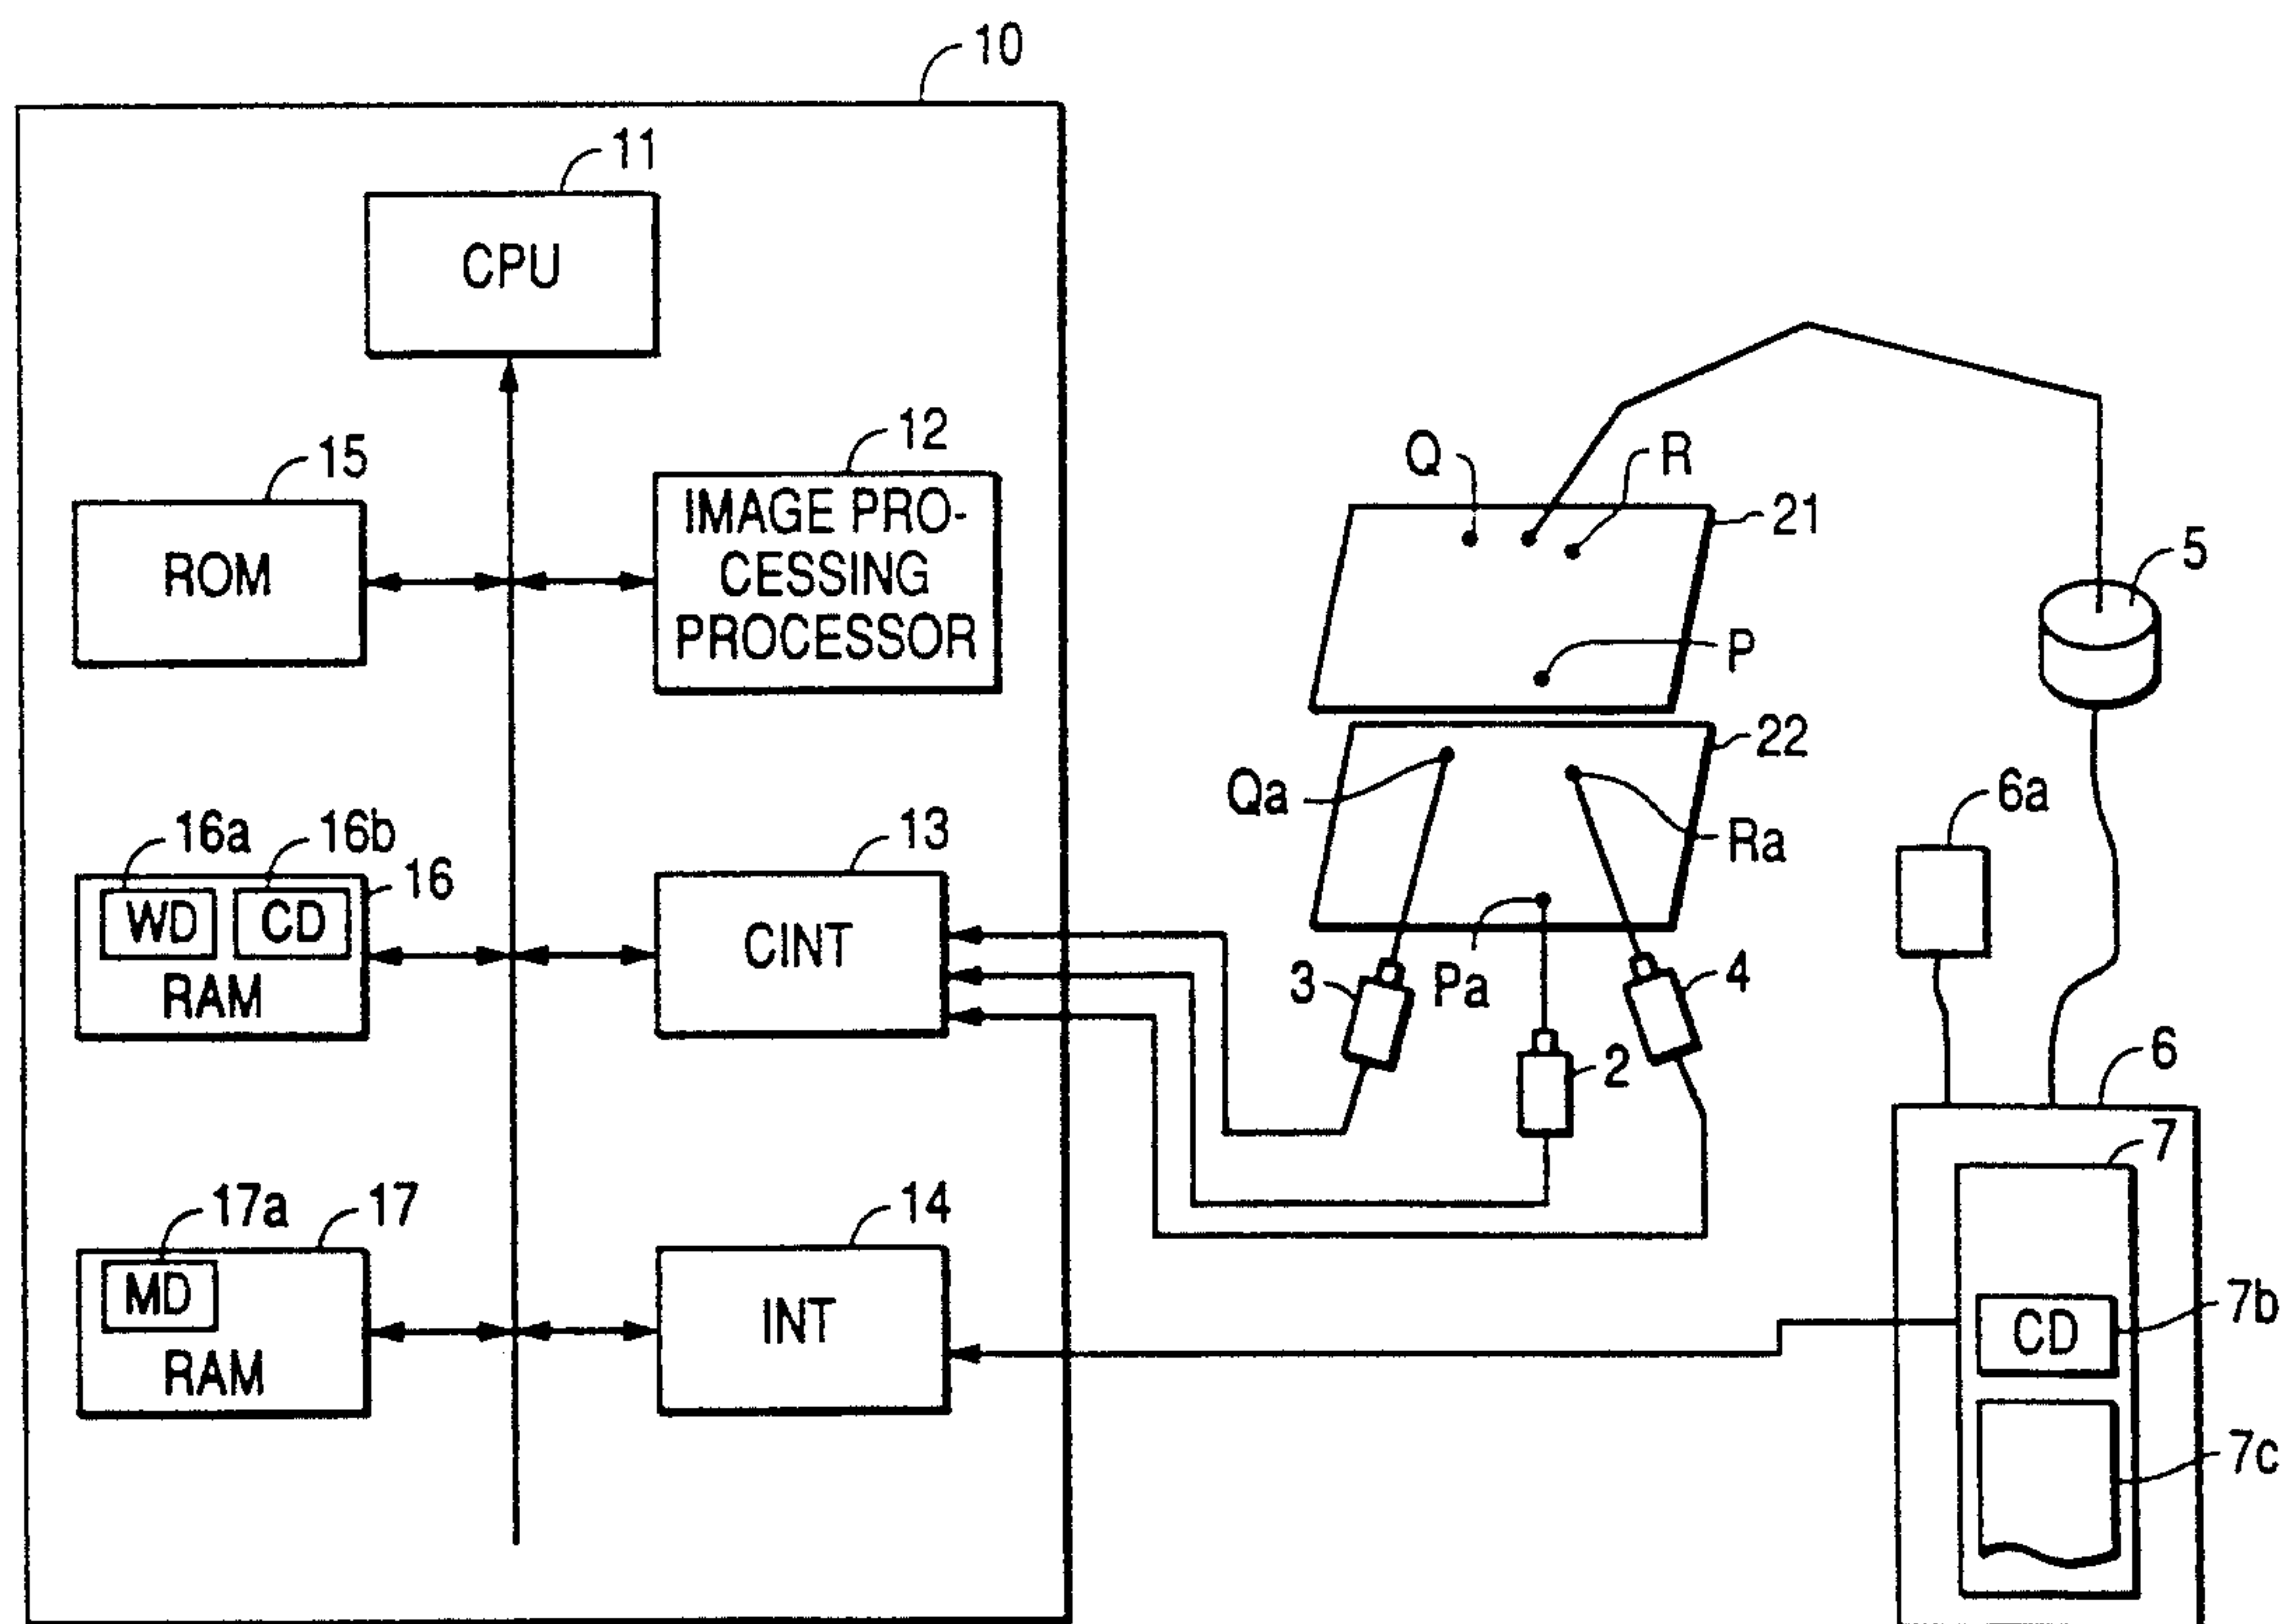 10
11
CPU
15
ROM
12
IMAGE PRO-
CESSING
PROCESSOR
16a
16b
16
WD
CD
RAM
13
CINT
17a
17
MD
RAM
14
INT
Q
R
21
P
22
Qa
Ra
Pa
3
2
4
5
6a
6
7
CD
7b
7c